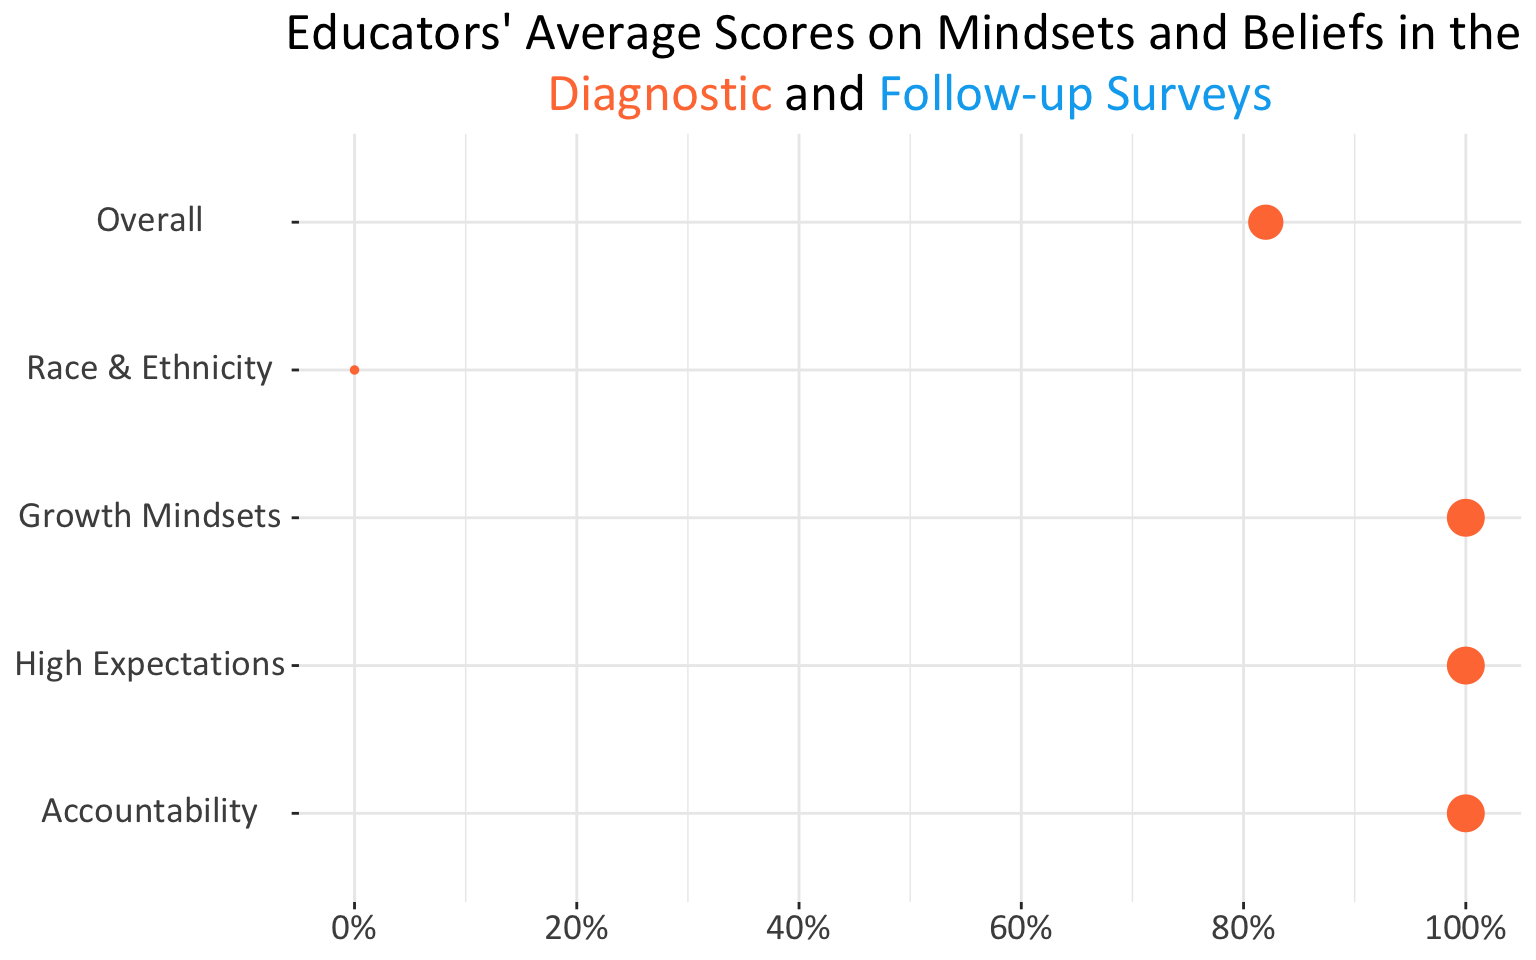 Educators' Average Scores on Mindsets and Beliefs in the
Diagnostic and Follow-up Surveys
Overall
Race & Ethnicity
Growth Mindsets
High Expectations
Accountability
0% 20% 40% 60% 80% 100%